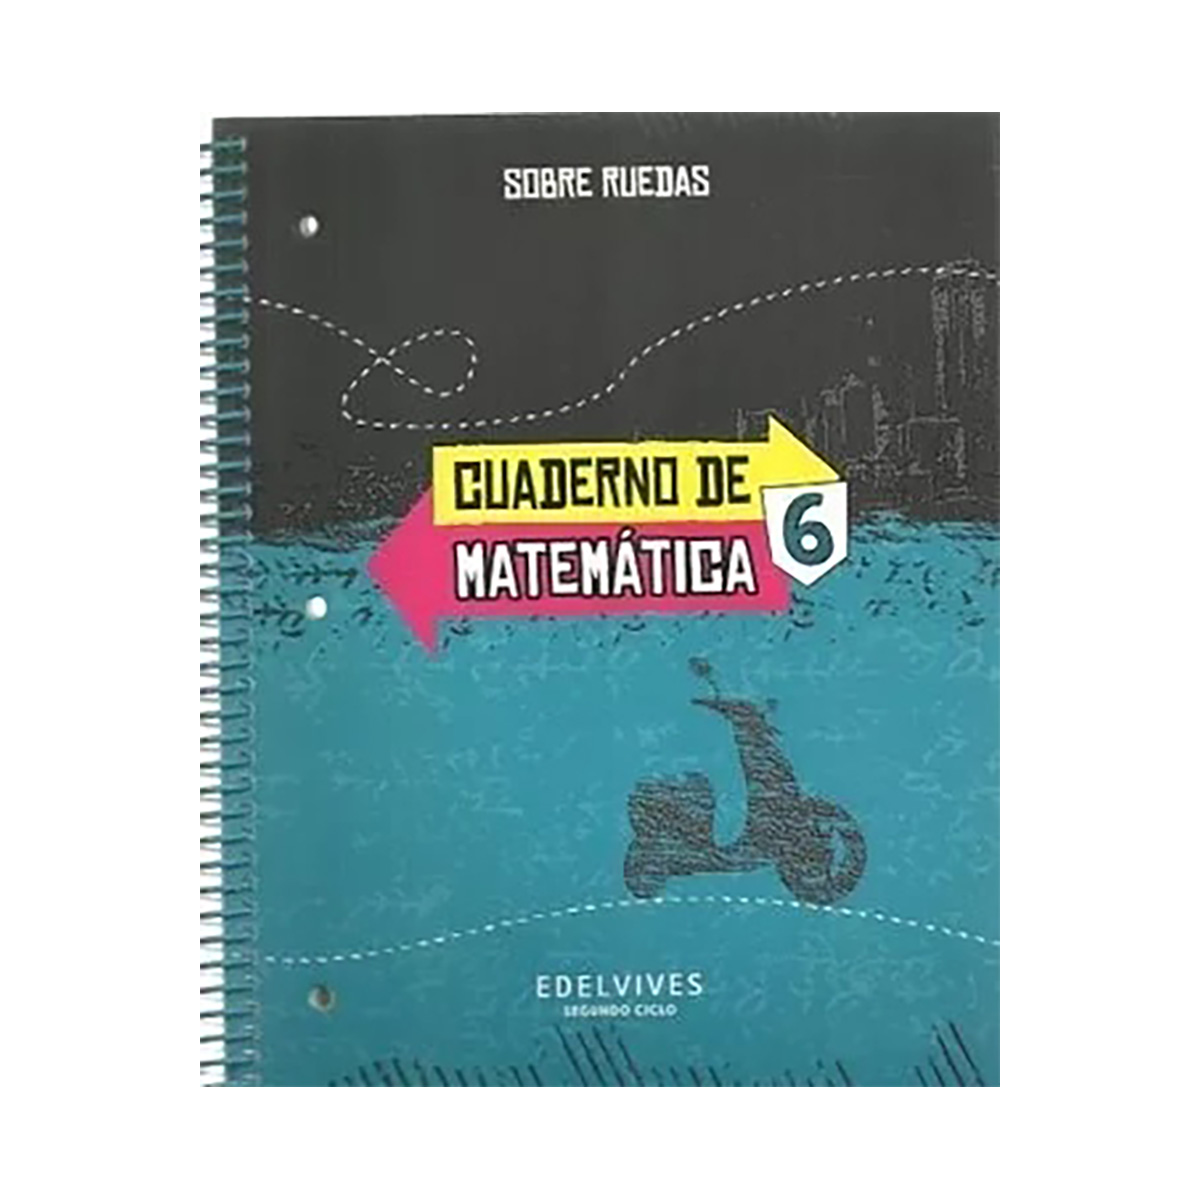 SOBRE RUEDAS
CUADERNO DE
6
MATEMÁTICA
EDELVIVES
SEGUNDO CICLO